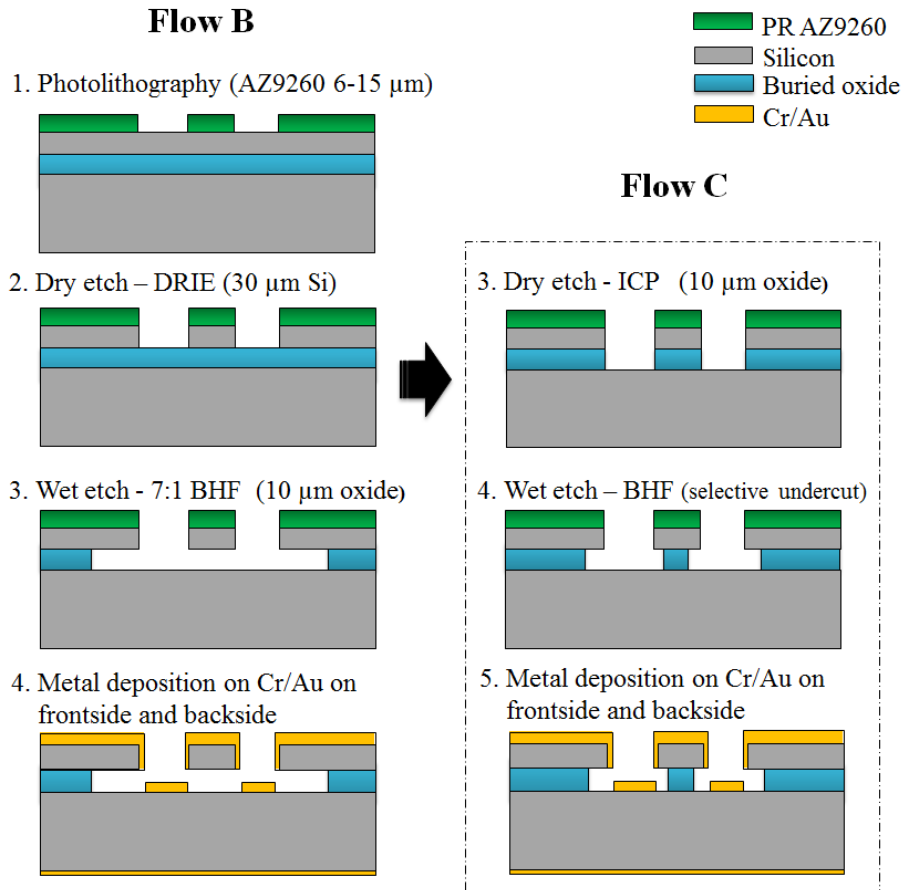 Flow B
PR AZ9260
Silicon
Buried oxide
Cr/Au
1. Photolithography (AZ9260 6-15 µm)
Flow C
2. Dry etch – DRIE (30 µm Si)
3. Dry etch - ICP (10 µm oxide)
3. Wet etch - 7:1 BHF (10 µm oxide)
4. Wet etch – BHF (selective undercut)
4. Metal deposition on Cr/Au on
frontside and backside
5. Metal deposition on Cr/Au on
frontside and backside